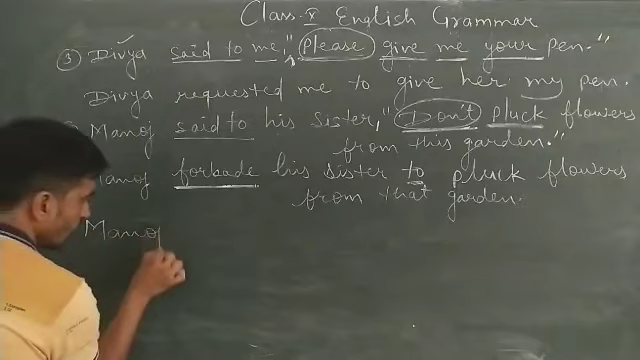 Class - X English Grammar
③ Divya said to me, "Please give me your pen."
Divya requested me to give her my pen.
Manoj said to his sister, "Don't pluck flowers
from this garden."
Manoj forbade his sister to pluck flowers
from that garden.
Manoj